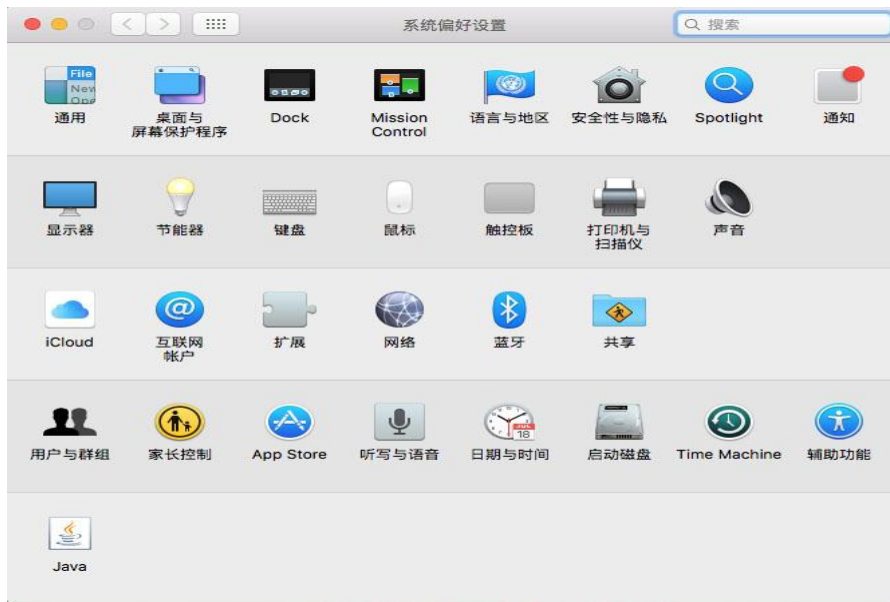 系统偏好设置
搜索
File
New
Ope
通用
桌面与
屏幕保护程序
Dock
Mission
Control
语言与地区
安全性与隐私
Spotlight
通知
显示器
节能器
键盘
鼠标
触控板
打印机与
扫描仪
声音
iCloud
@
互联网
帐户
扩展
网络
蓝牙
共享
用户与群组
家长控制
App Store
听写与语音
JUL
18
日期与时间
启动磁盘
Time Machine
辅助功能
Java